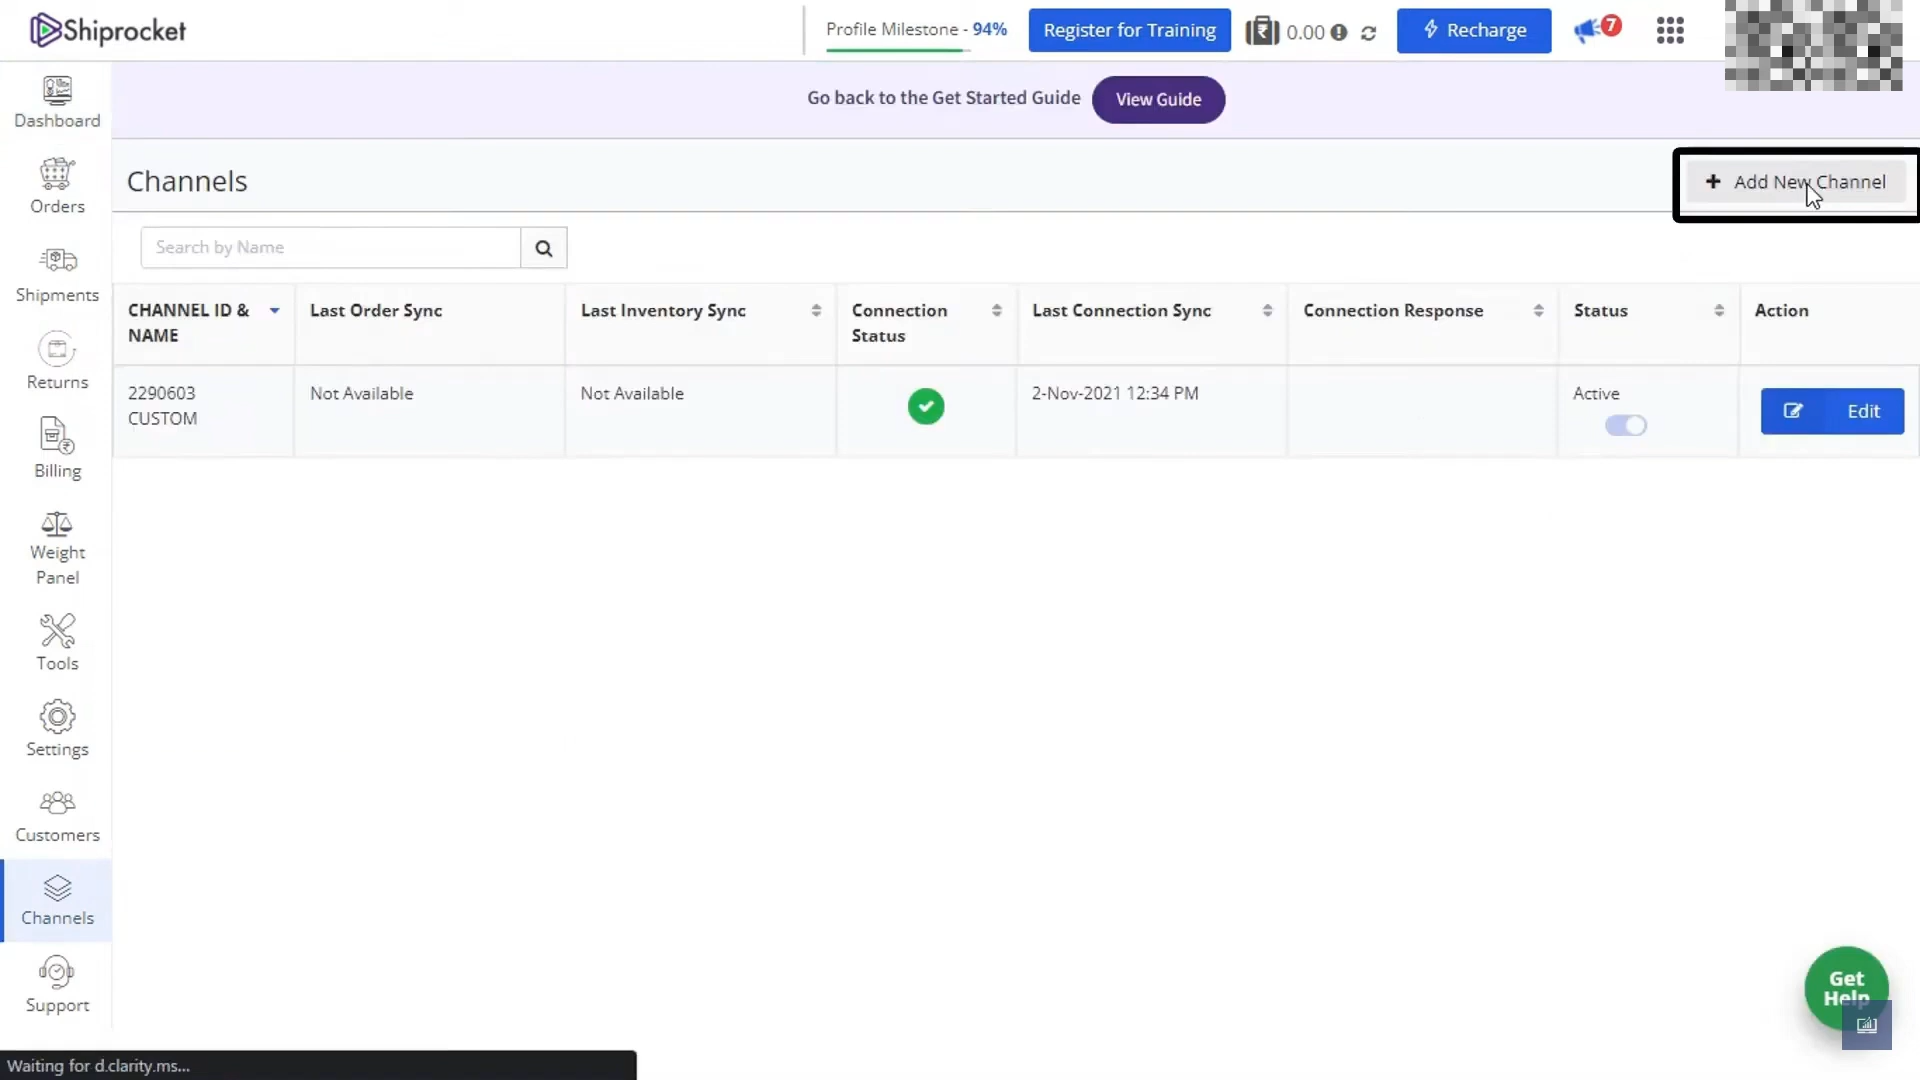 Shiprocket
Profile Milestone - 94%
Register for Training
0.00
Recharge
7
Dashboard
Go back to the Get Started Guide
View Guide
Orders
Channels
+ Add New Channel
Search by Name
Shipments
CHANNEL ID &
NAME
Last Order Sync
Last Inventory Sync
Connection
Status
Last Connection Sync
Connection Response
Status
Action
Returns
2290603
CUSTOM
Not Available
Not Available
2-Nov-2021 12:34 PM
Active
Edit
Billing
Weight
Panel
Tools
Settings
Customers
Channels
Support
Get
Help
Waiting for d.clarity.ms...